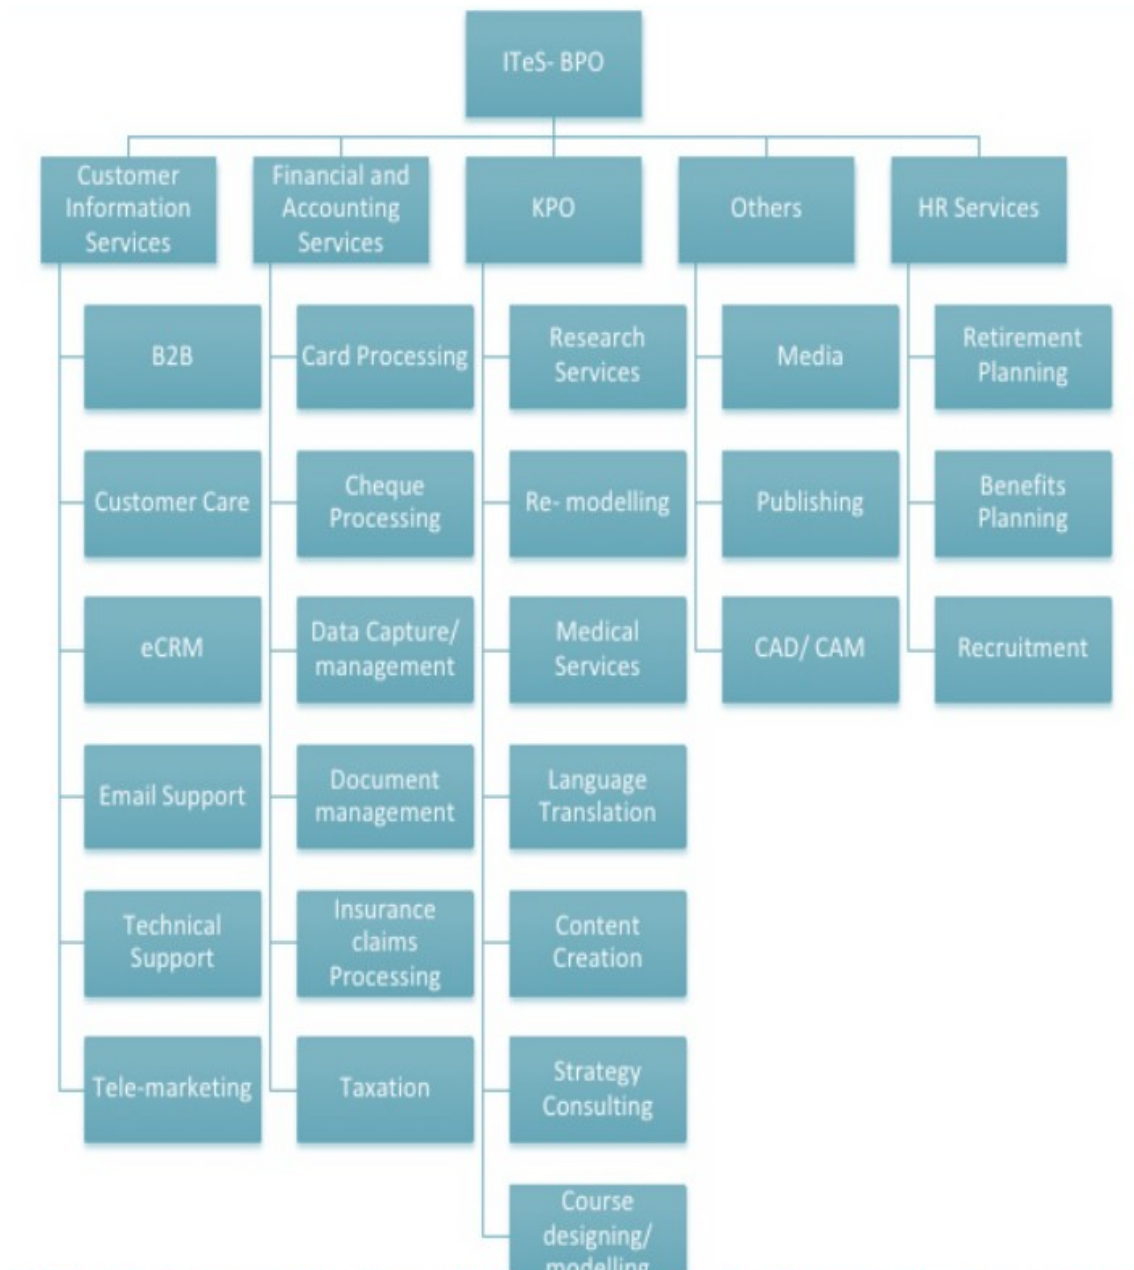 ITeS- BPO
Customer
Information
Services
Financial and
Accounting
Services
KPO
Others
HR Services
B2B
Customer Care
eCRM
Email Support
Technical
Support
Tele-marketing
Card Processing
Cheque
Processing
Data Capture/
management
Document
management
Insurance
claims
Processing
Taxation
Research
Services
Re- modelling
Medical
Services
Language
Translation
Content
Creation
Strategy
Consulting
Course
designing/
modelling
Media
Publishing
CAD/ CAM
Retirement
Planning
Benefits
Planning
Recruitment